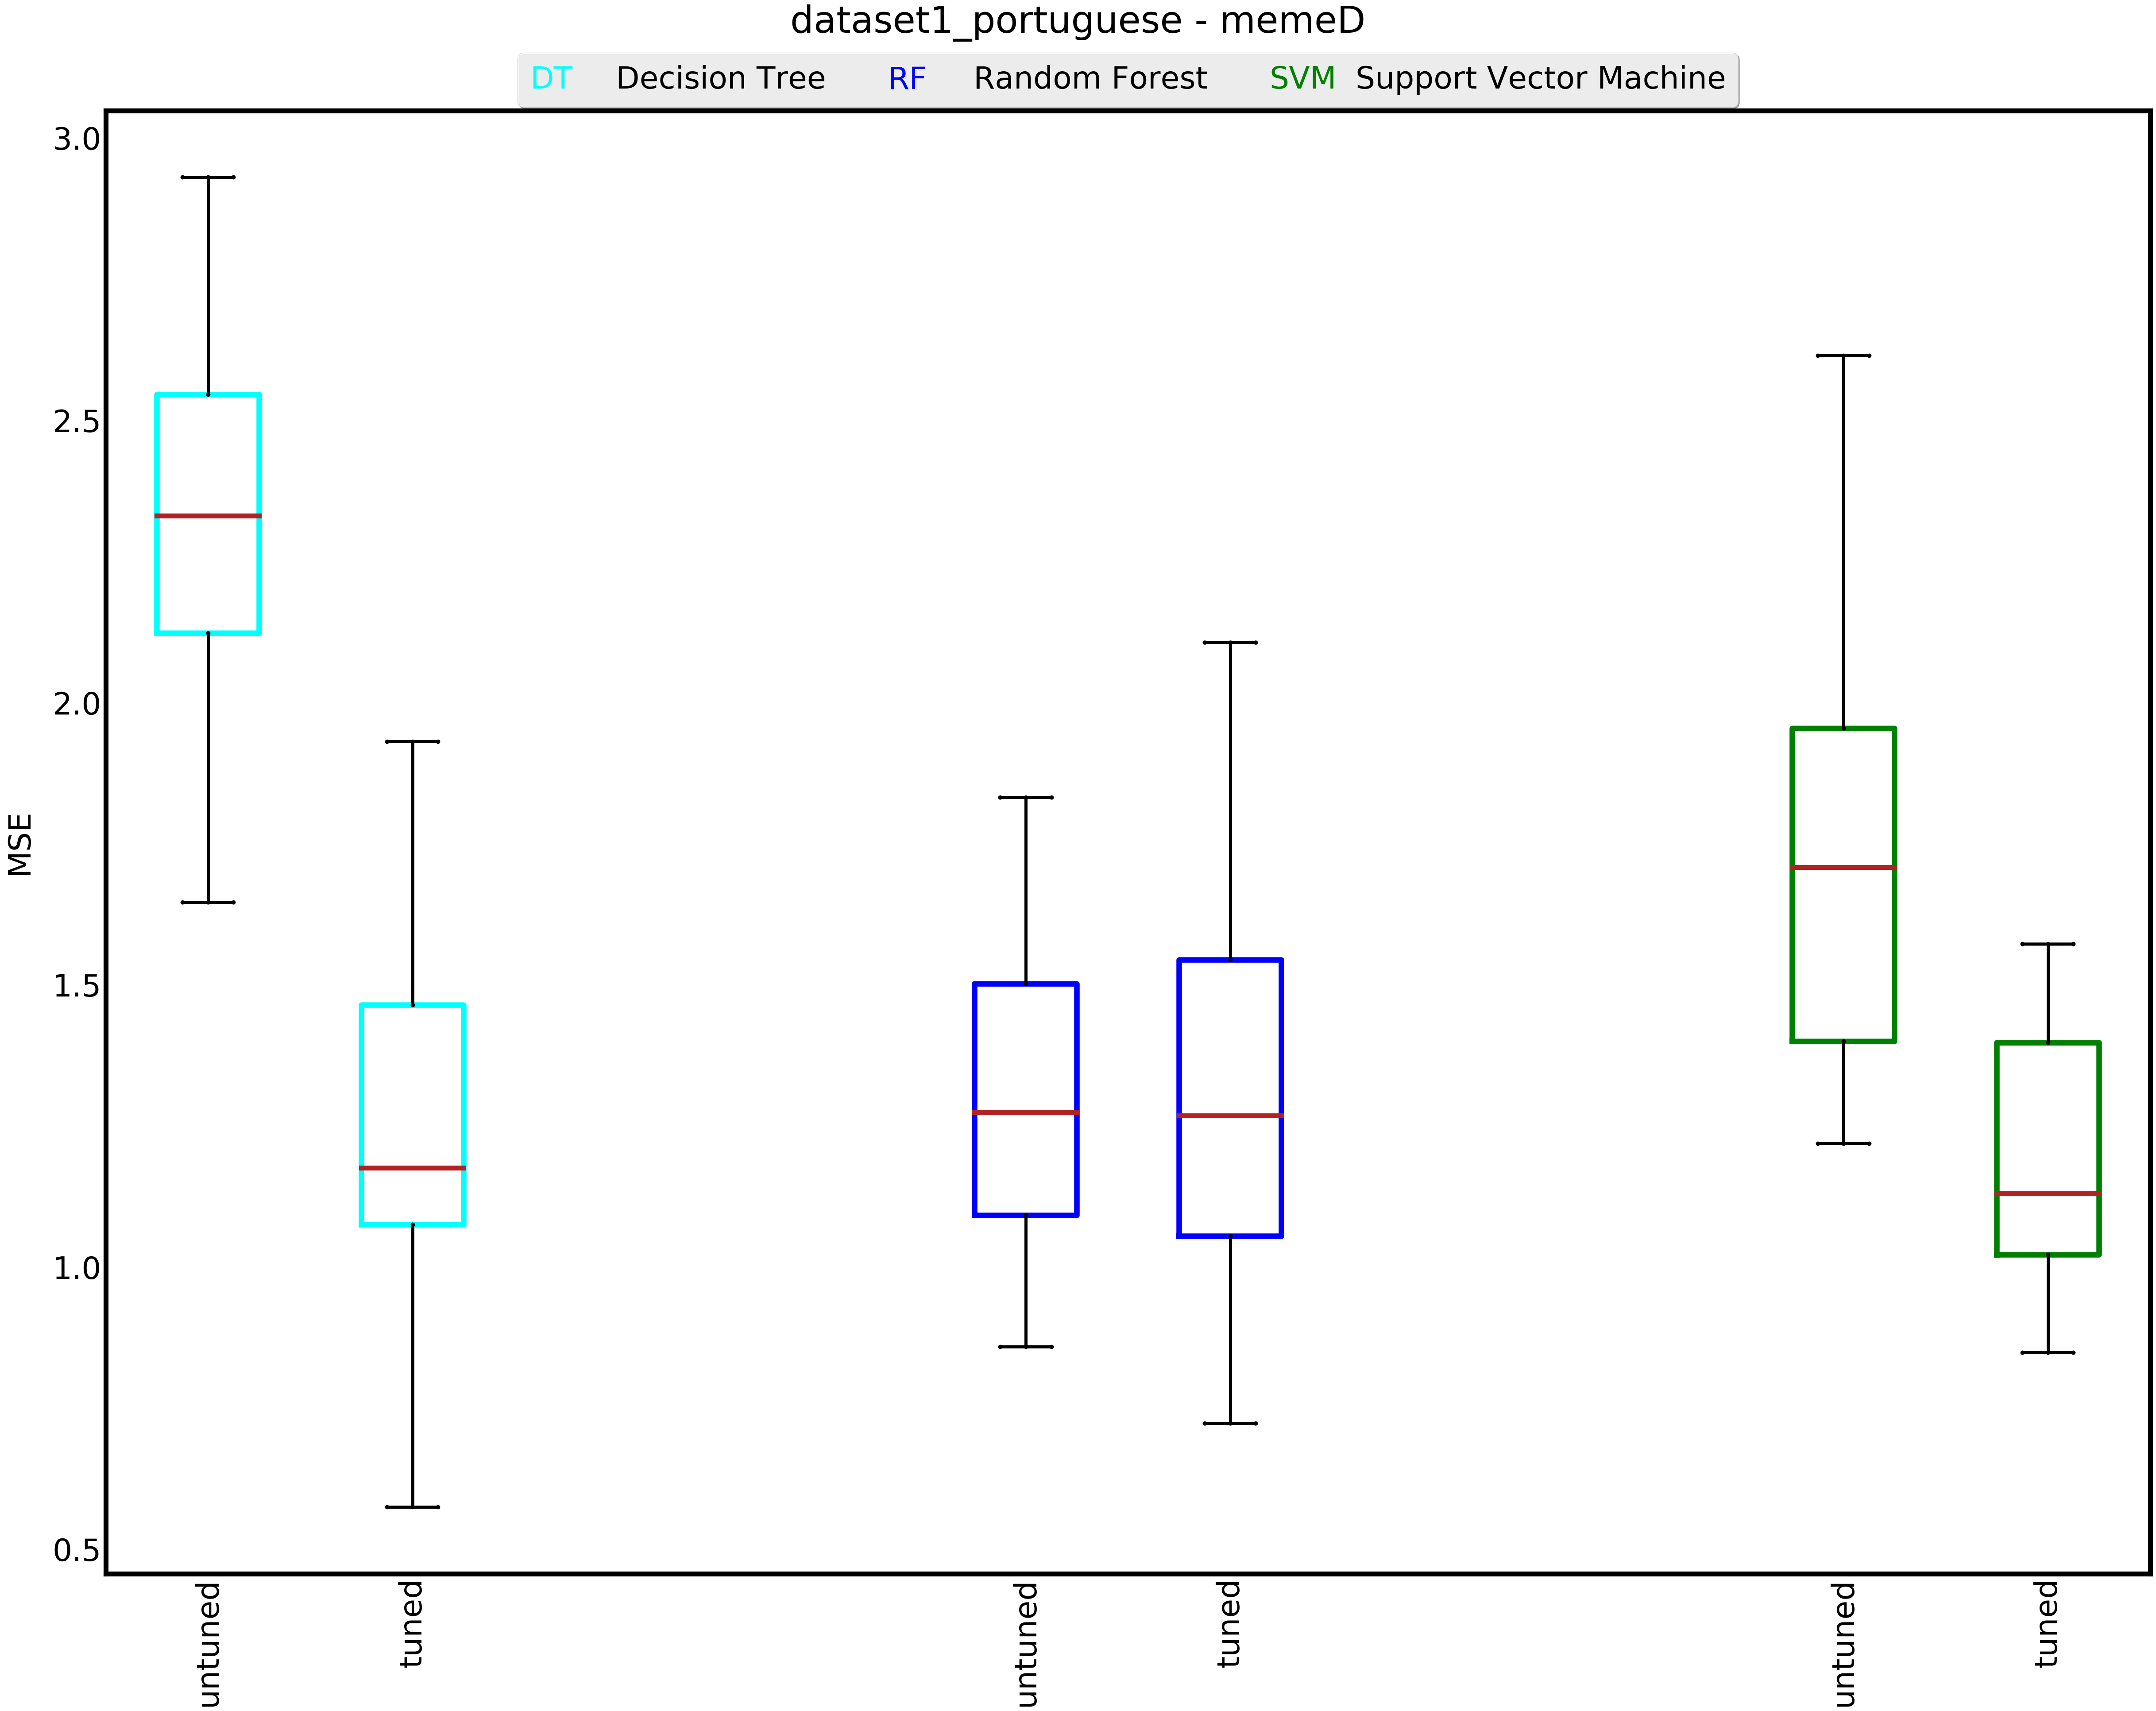 dataset1_portuguese - memeD
DT Decision Tree RF Random Forest SVM Support Vector Machine
3.0
2.5
2.0
1.5
1.0
0.5
MSE
untuned tuned untuned tuned untuned tuned